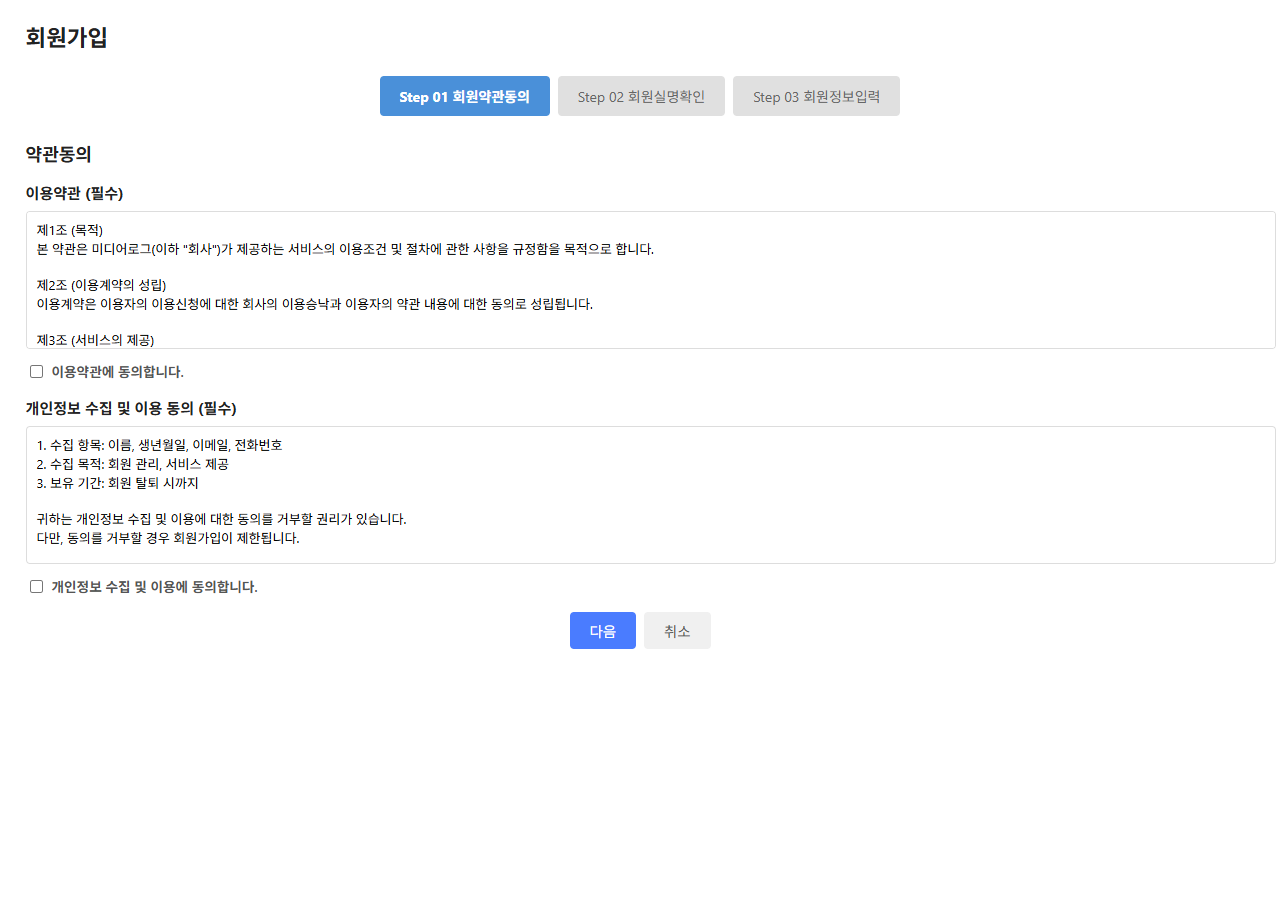 회원가입
Step 01 회원약관동의 Step 02 회원실명확인 Step 03 회원정보입력
약관동의
이용약관 (필수)
제1조 (목적)
본 약관은 미디어로그(이하 "회사")가 제공하는 서비스의 이용조건 및 절차에 관한 사항을 규정함을 목적으로 합니다.
제2조 (이용계약의 성립)
이용계약은 이용자의 이용신청에 대한 회사의 이용승낙과 이용자의 약관 내용에 대한 동의로 성립됩니다.
제3조 (서비스의 제공)
이용약관에 동의합니다.
개인정보 수집 및 이용 동의 (필수)
1. 수집 항목: 이름, 생년월일, 이메일, 전화번호
2. 수집 목적: 회원 관리, 서비스 제공
3. 보유 기간: 회원 탈퇴 시까지
귀하는 개인정보 수집 및 이용에 대한 동의를 거부할 권리가 있습니다.
다만, 동의를 거부할 경우 회원가입이 제한됩니다.
개인정보 수집 및 이용에 동의합니다.
다음 취소